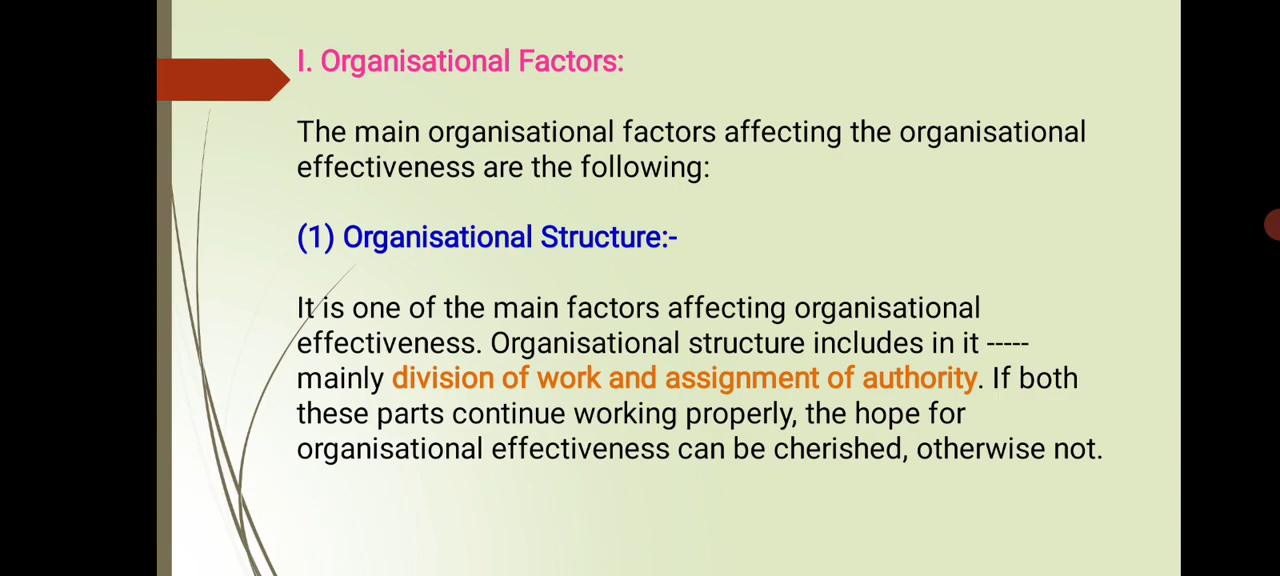 I. Organisational Factors:
The main organisational factors affecting the organisational
effectiveness are the following:
(1) Organisational Structure:-
It is one of the main factors affecting organisational
effectiveness. Organisational structure includes in it -----
mainly division of work and assignment of authority. If both
these parts continue working properly, the hope for
organisational effectiveness can be cherished, otherwise not.